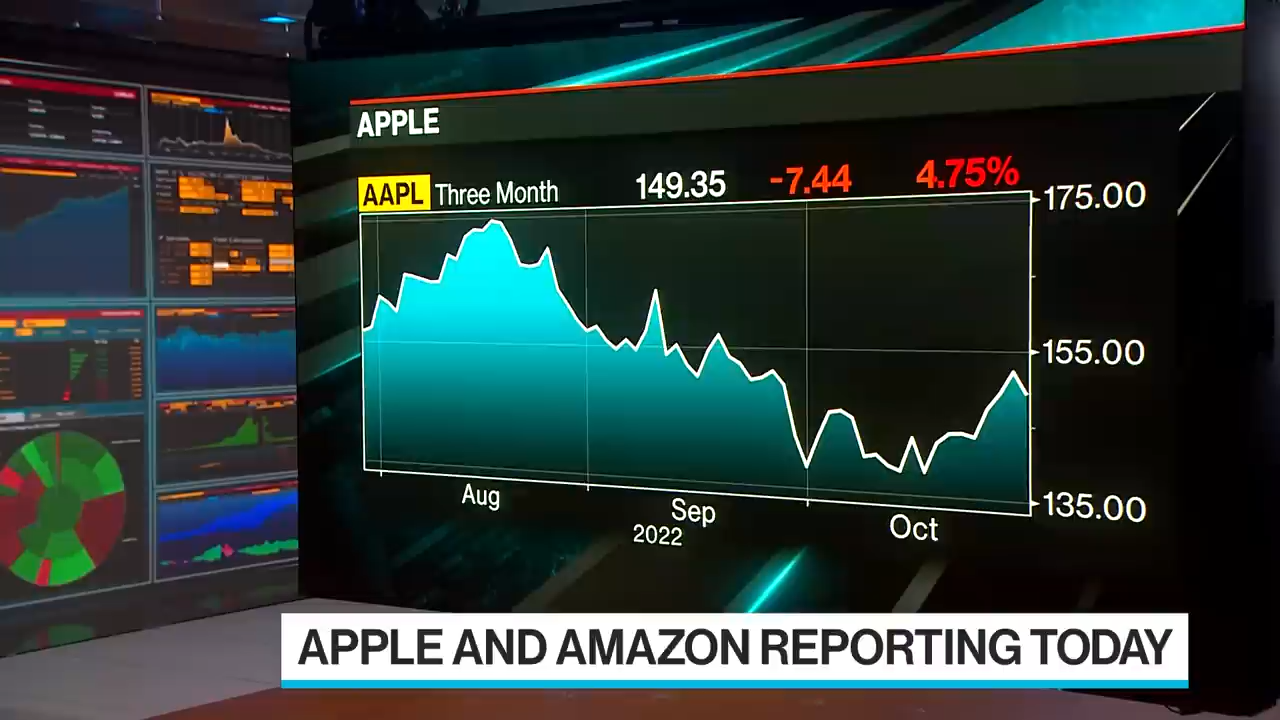 APPLE
AAPL Three Month 149.35 -7.44 4.75%
175.00
155.00
135.00
Aug Sep Oct
2022
APPLE AND AMAZON REPORTING TODAY